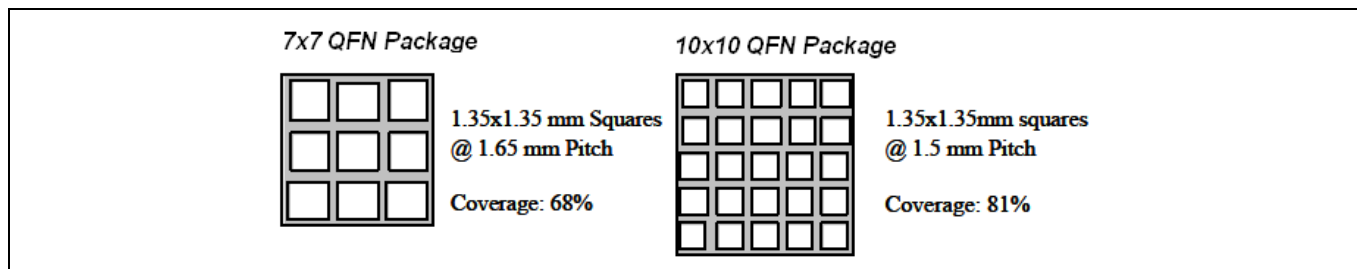 7x7 QFN Package
1.35x1.35 mm Squares
@ 1.65 mm Pitch
Coverage: 68%
10x10 QFN Package
1.35x1.35mm squares
@ 1.5 mm Pitch
Coverage: 81%